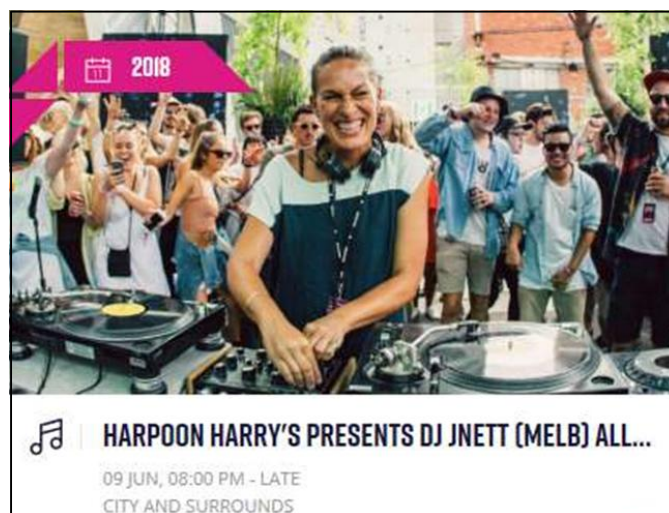 2018
HARPOON HARRY'S PRESENTS DJ JNETT (MELB) ALL...
09 JUN, 08:00 PM - LATE
CITY AND SURROUNDS